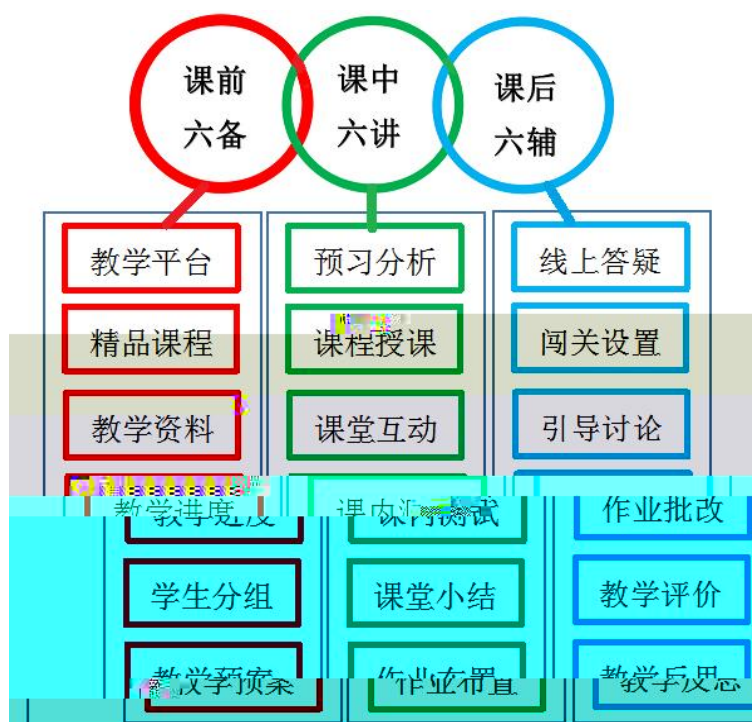 课前
六备
课中
六讲
课后
六辅
教学平台
精品课程
教学资料
教学进度
学生分组
教学预案
预习分析
课程授课
课堂互动
课内测试
课堂小结
作业布置
线上答疑
闯关设置
引导讨论
作业批改
教学评价
教学反思